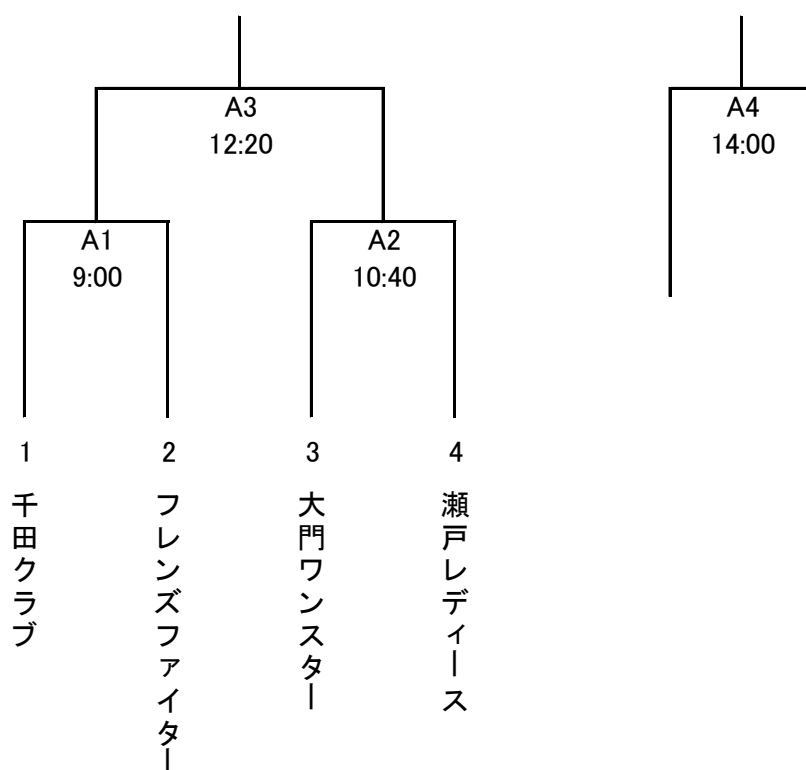 A3
12:20
A4
14:00
A1
9:00
A2
10:40
1
2
3
4
千田クラブ
フレンズファイター
大門ワンスター
瀬戸レディース